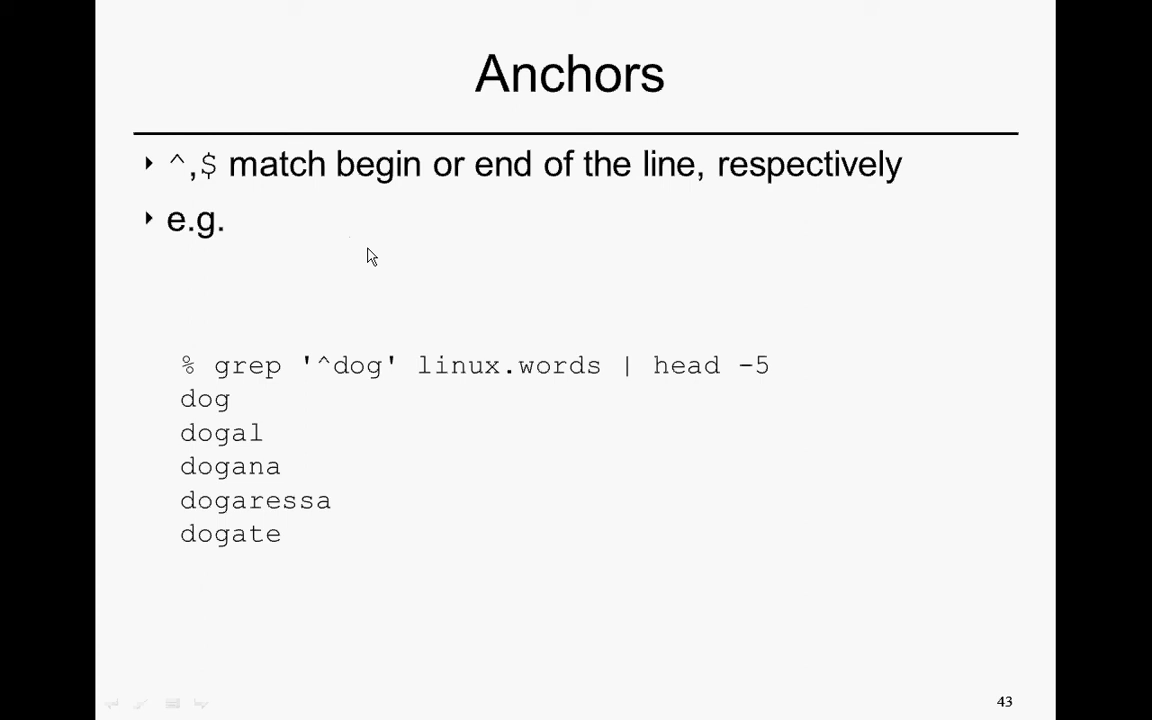 Anchors
^,$ match begin or end of the line, respectively
e.g.
% grep '^dog' linux.words | head -5
dog
dogal
dogana
dogaressa
dogate
43